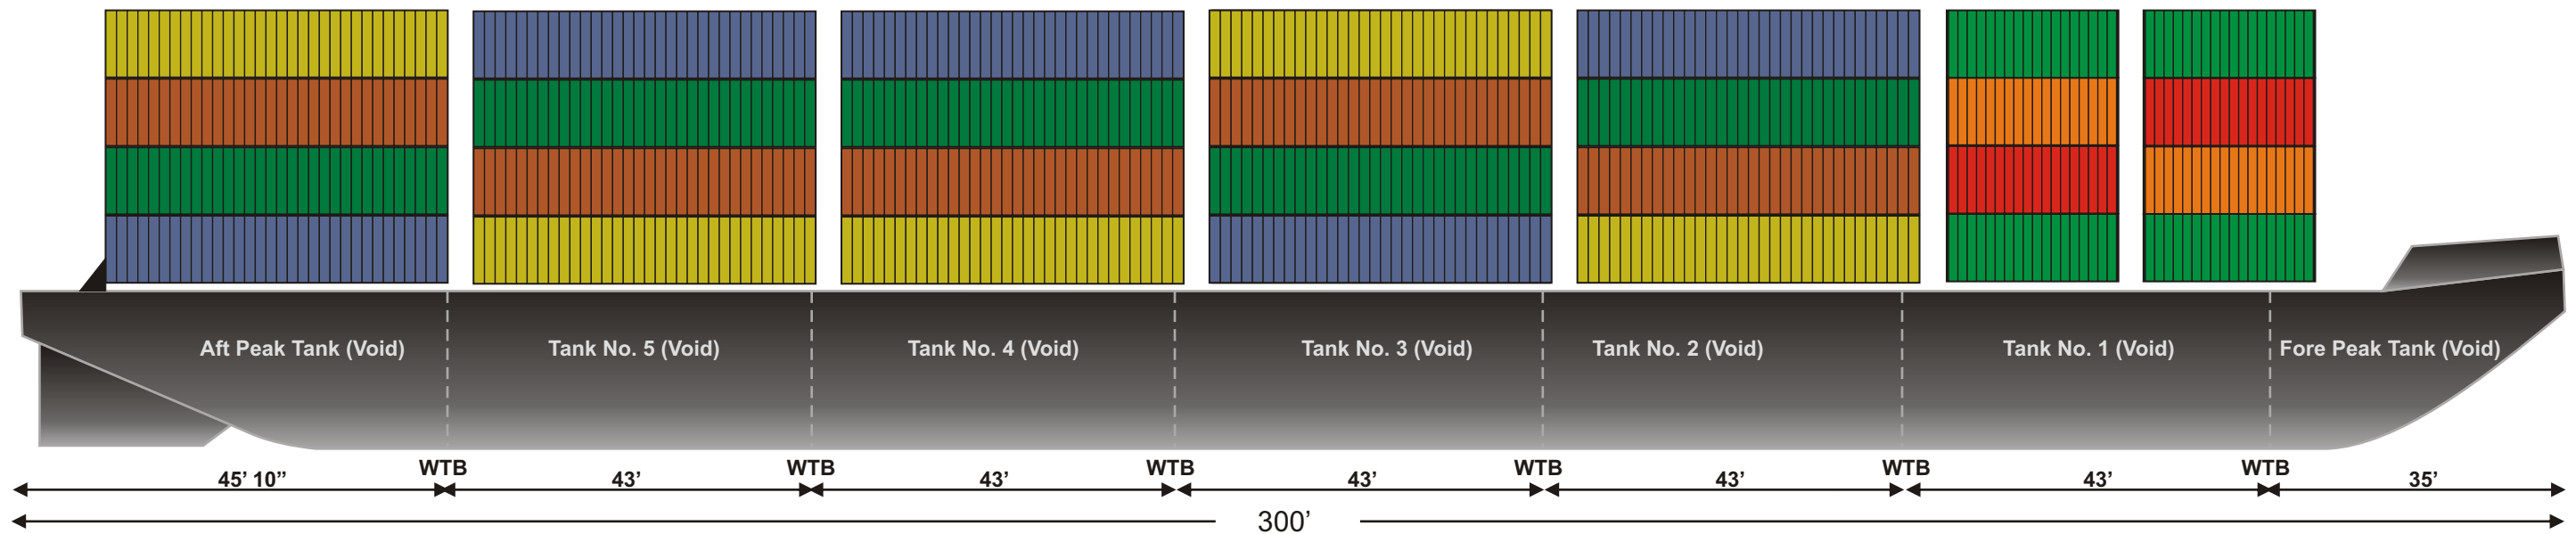 Aft Peak Tank (Void)
Tank No. 5 (Void)
Tank No. 4 (Void)
Tank No. 3 (Void)
Tank No. 2 (Void)
Tank No. 1 (Void)
Fore Peak Tank (Void)
WTB
WTB
WTB
WTB
WTB
WTB
45’ 10”
43’
43’
43’
43’
43’
35’
300’